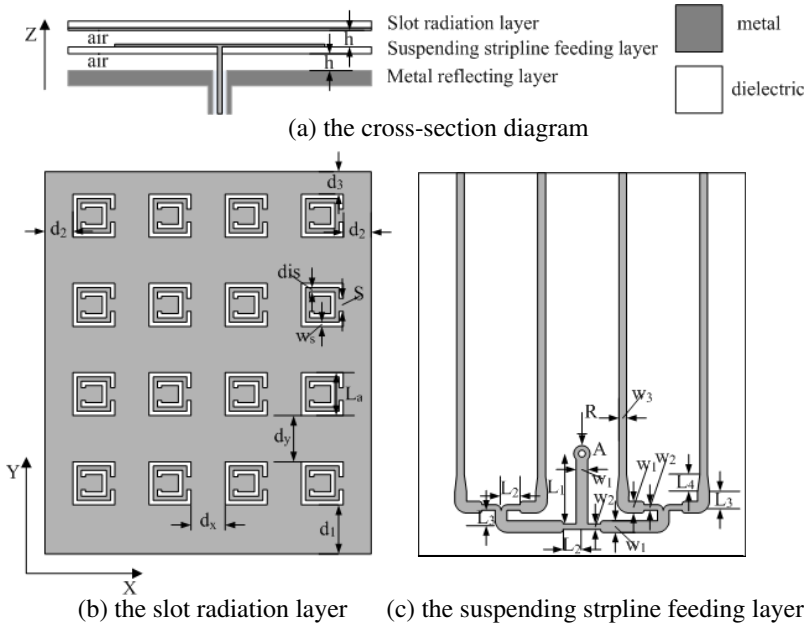 Z
air
air
h
h
Slot radiation layer
Suspending stripline feeding layer
Metal reflecting layer
metal
dielectric
(a) the cross-section diagram
d3
d2
d2
dis
S
ws
La
dy
dx
d1
Y
X
R
A
w3
w1
w2
L4
L3
L2
L1
w1
w2
L3
L2
w1
(b) the slot radiation layer
(c) the suspending strpline feeding layer